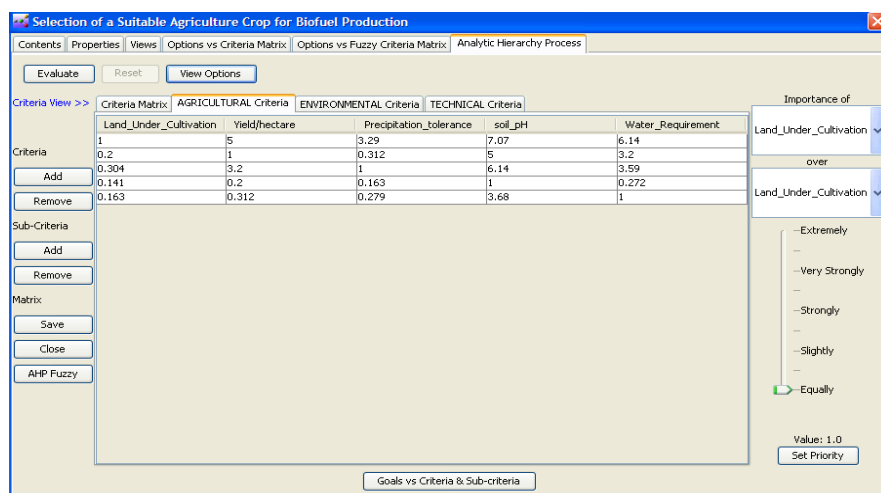 Selection of a Suitable Agriculture Crop for Biofuel Production
Contents Properties Views Options vs Criteria Matrix Options vs Fuzzy Criteria Matrix Analytic Hierarchy Process
Evaluate Reset View Options
Criteria View >> Criteria Matrix AGRICULTURAL Criteria ENVIRONMENTAL Criteria TECHNICAL Criteria
Land_Under_Cultivation Yield/hectare Precipitation_tolerance soil_pH Water_Requirement
1 5 3.29 7.07 6.14
0.2 1 0.312 5 3.2
0.304 3.2 1 6.14 3.59
0.141 0.2 0.163 1 0.272
0.163 0.312 0.279 3.68 1
Criteria
Add
Remove
Sub-Criteria
Add
Remove
Matrix
Save
Close
AHP Fuzzy
Importance of
Land_Under_Cultivation
over
Land_Under_Cultivation
Extremely
Very Strongly
Strongly
Slightly
Equally
Value: 1.0
Set Priority
Goals vs Criteria & Sub-criteria